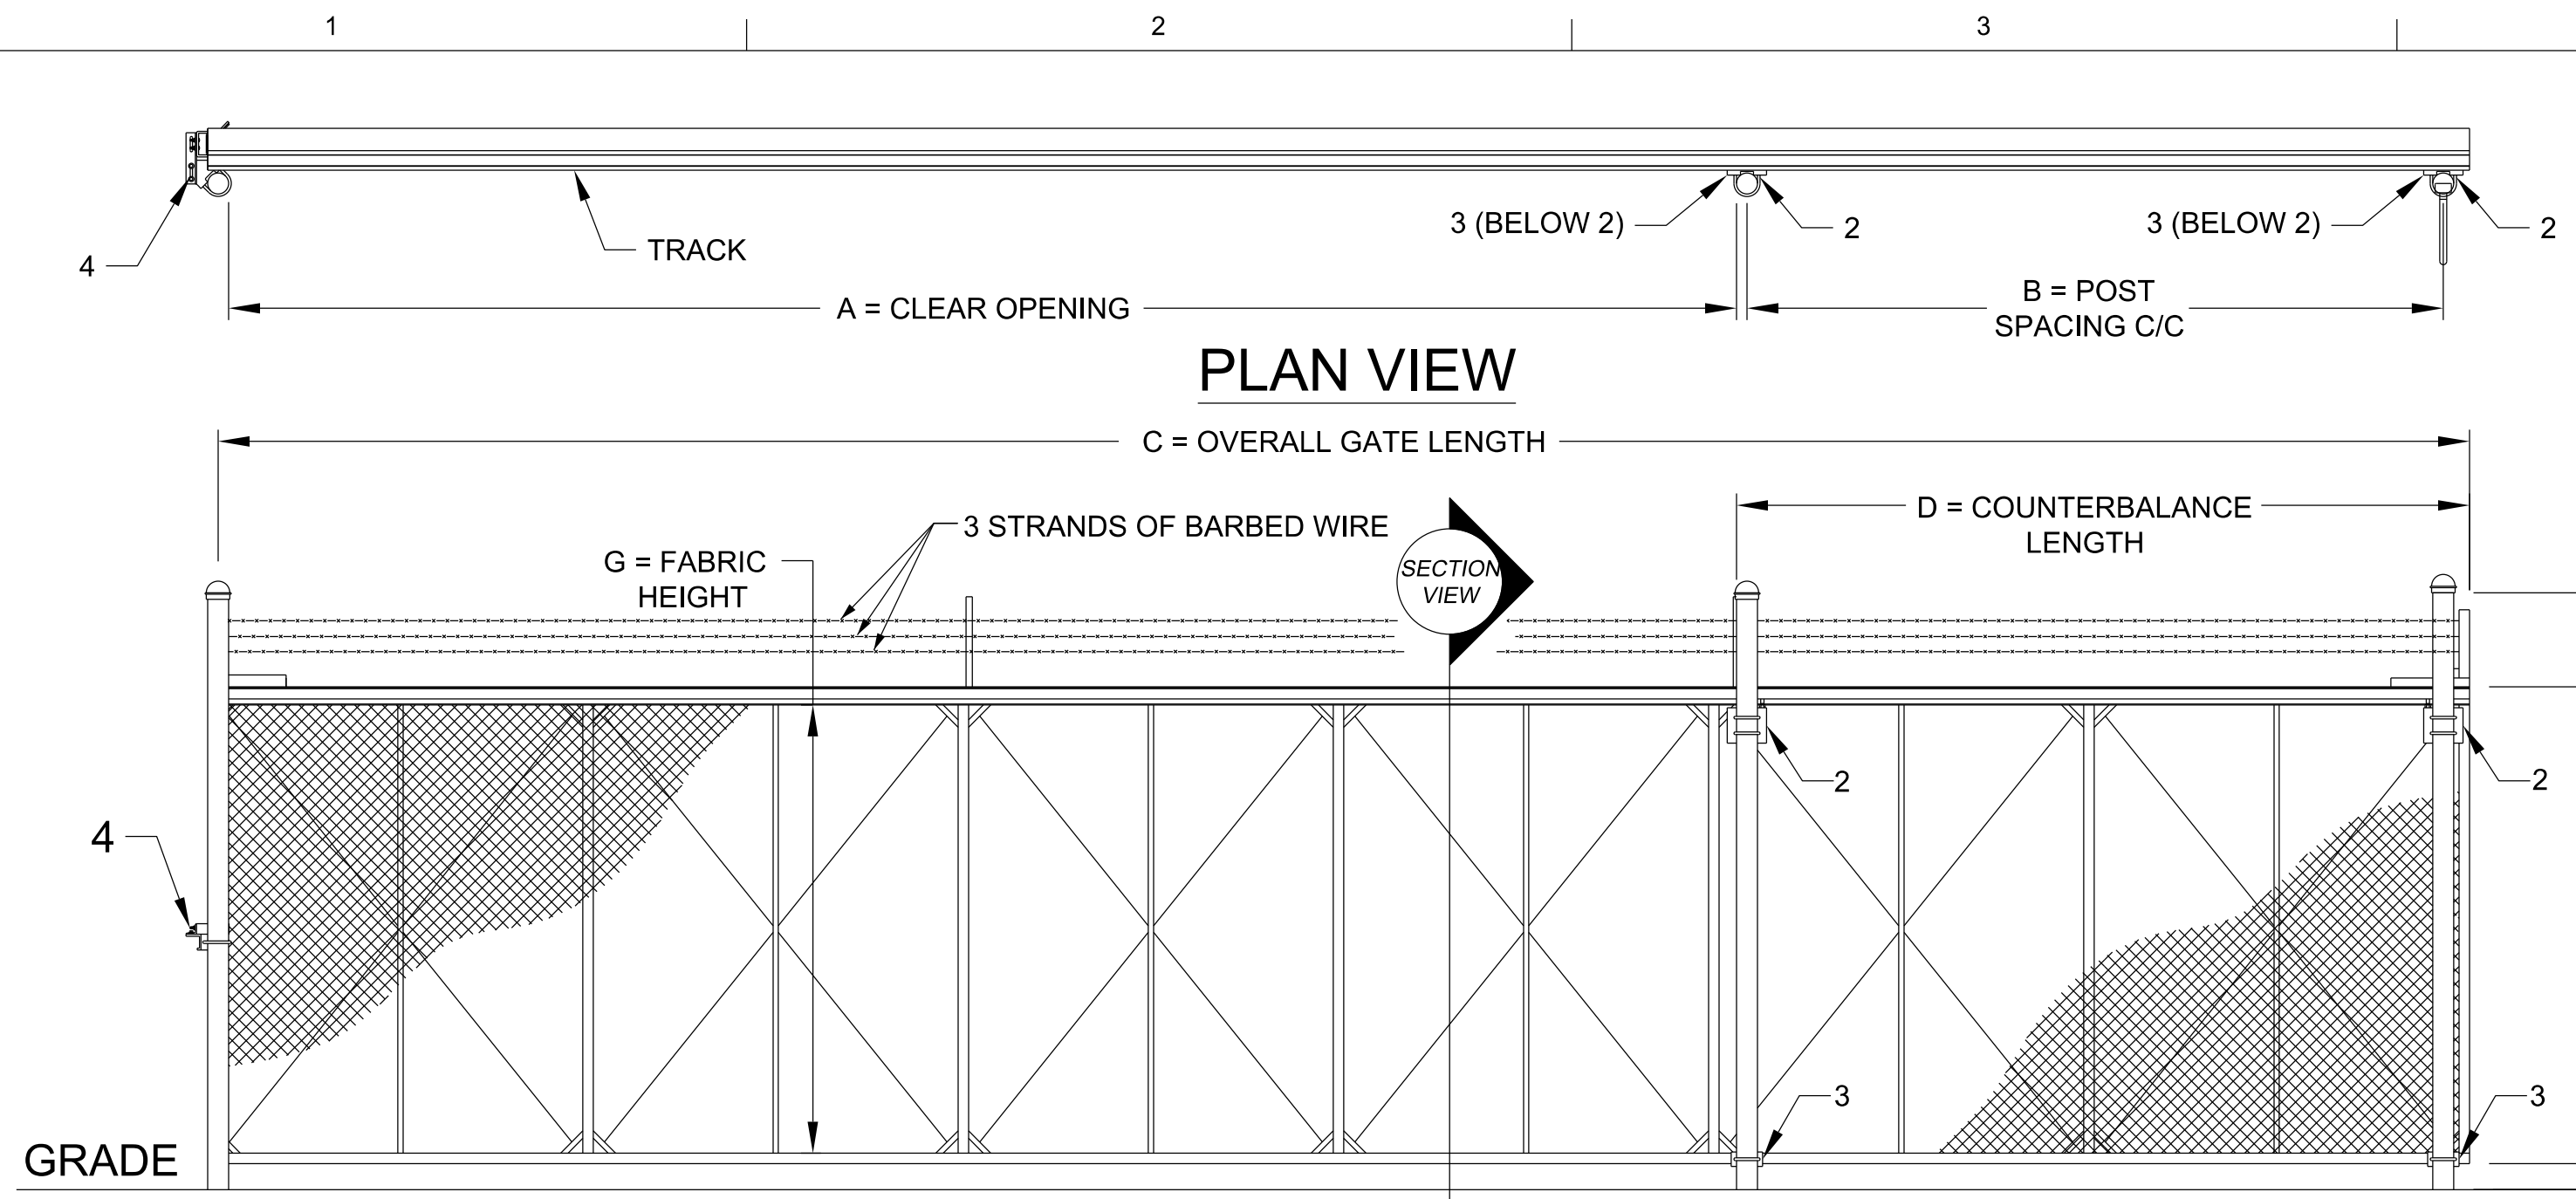 1
2
3
4
TRACK
3 (BELOW 2)
2
3 (BELOW 2)
2
A = CLEAR OPENING
B = POST
SPACING C/C
PLAN VIEW
C = OVERALL GATE LENGTH
3 STRANDS OF BARBED WIRE
D = COUNTERBALANCE
LENGTH
G = FABRIC
HEIGHT
SECTION
VIEW
2
2
4
3
3
GRADE